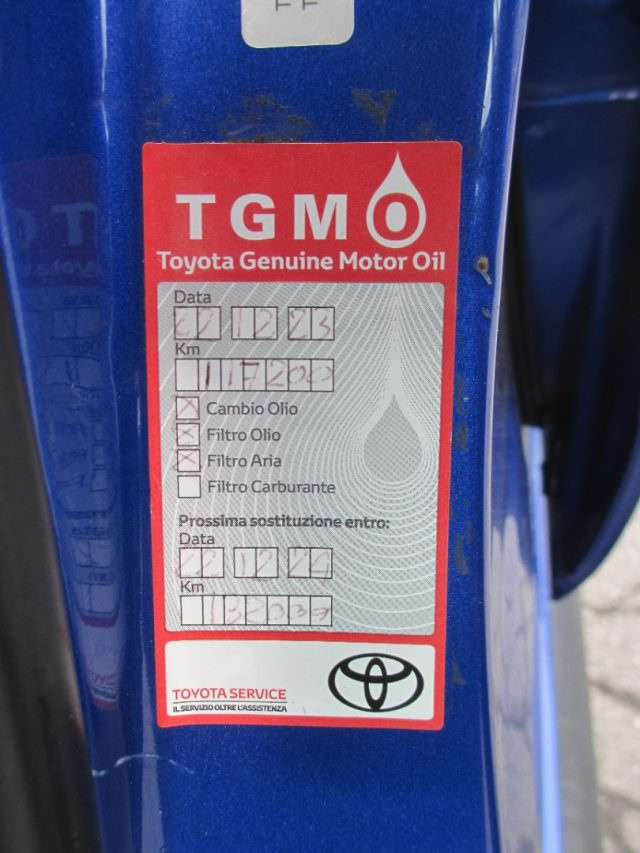 TGMO
Toyota Genuine Motor Oil
Data
22 12 23
Km
117200
Cambio Olio
Filtro Olio
Filtro Aria
Filtro Carburante
Prossima sostituzione entro:
Data
22 12 24
Km
TOYOTA SERVICE
IL SERVIZIO OLTRE L'ASSISTENZA